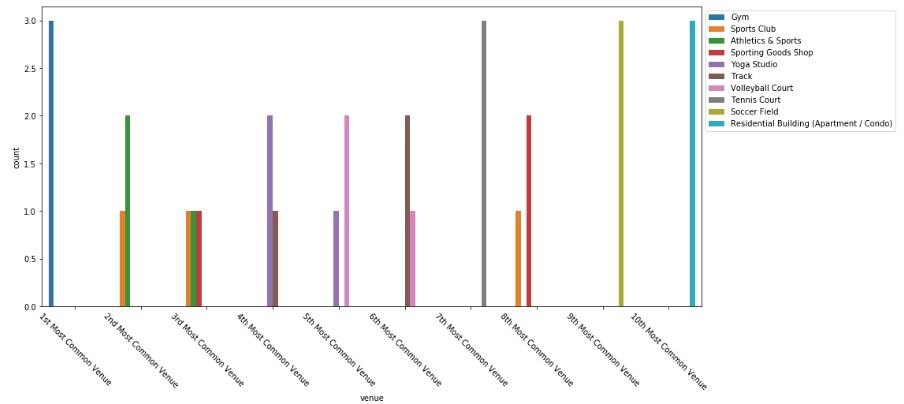 3.0
2.5
2.0
1.5
1.0
0.5
0.0
count
1st Most Common Venue
2nd Most Common Venue
3rd Most Common Venue
4th Most Common Venue
5th Most Common Venue
6th Most Common Venue
7th Most Common Venue
8th Most Common Venue
9th Most Common Venue
10th Most Common Venue
venue
Gym
Sports Club
Athletics & Sports
Sporting Goods Shop
Yoga Studio
Track
Volleyball Court
Tennis Court
Soccer Field
Residential Building (Apartment / Condo)